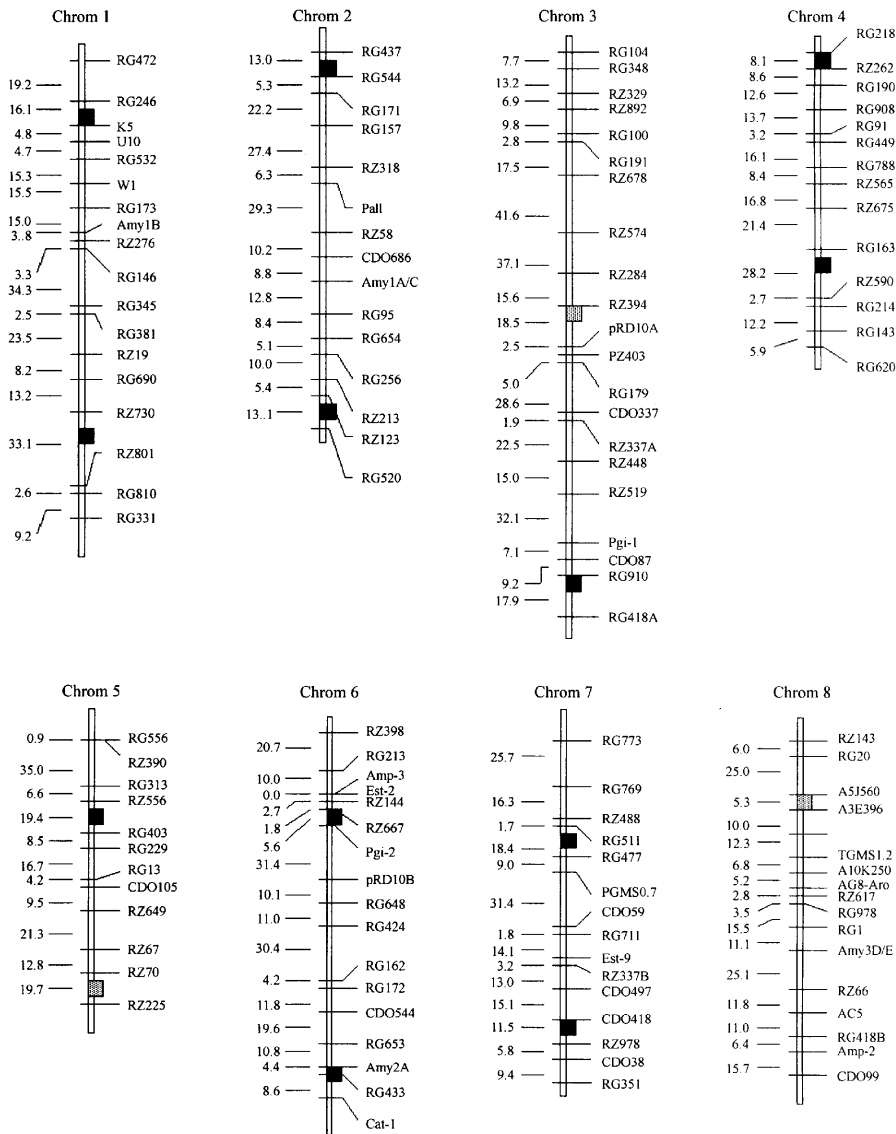 Chrom 1
RG472
19.2
RG246
16.1
K5
4.8
U10
4.7
RG532
15.3
W1
15.5
RG173
15.0
Amy1B
3..8
RZ276
3.3
RG146
34.3
RG345
2.5
RG381
23.5
RZ19
8.2
RG690
13.2
RZ730
33.1
RZ801
2.6
RG810
9.2
RG331
Chrom 2
RG437
13.0
RG544
5.3
RG171
22.2
RG157
27.4
RZ318
6.3
Pall
29.3
RZ58
10.2
CDO686
8.8
Amy1A/C
12.8
RG95
8.4
RG654
5.1
RG256
10.0
RZ213
5.4
RZ123
13..1
RG520
Chrom 3
RG104
7.7
RG348
13.2
RZ329
6.9
RZ892
9.8
RG100
2.8
RG191
17.5
RZ678
41.6
RZ574
37.1
RZ284
15.6
RZ394
18.5
pRD10A
2.5
PZ403
5.0
RG179
28.6
CDO337
1.9
RZ337A
22.5
RZ448
15.0
RZ519
32.1
Pgi-1
7.1
CDO87
9.2
RG910
17.9
RG418A
Chrom 4
RG218
8.1
RZ262
8.6
RG190
12.6
RG908
13.7
RG91
3.2
RG449
16.1
RG788
8.4
RZ565
16.8
RZ675
21.4
RG163
28.2
RZ590
2.7
RG214
12.2
RG143
5.9
RG620
Chrom 5
0.9
RG556
RZ390
35.0
RG313
6.6
RZ556
19.4
RG403
8.5
RG229
16.7
RG13
4.2
CDO105
9.5
RZ649
21.3
RZ67
12.8
RZ70
19.7
RZ225
Chrom 6
RZ398
20.7
RG213
10.0
Amp-3
0.0
Est-2
2.7
RZ144
1.8
RZ667
5.6
Pgi-2
31.4
pRD10B
10.1
RG648
11.0
RG424
30.4
RG162
4.2
RG172
11.8
CDO544
19.6
RG653
10.8
Amy2A
4.4
RG433
8.6
Cat-1
Chrom 7
RG773
25.7
RG769
16.3
RZ488
1.7
RG511
18.4
RG477
9.0
PGMS0.7
31.4
CDO59
1.8
RG711
14.1
Est-9
3.2
RZ337B
13.0
CDO497
15.1
CDO418
11.5
RZ978
5.8
CDO38
9.4
RG351
Chrom 8
RZ143
6.0
RG20
25.0
A5J560
5.3
A3E396
10.0
12.3
TGMS1.2
6.8
A10K250
5.2
AG8-Aro
2.8
RZ617
3.5
RG978
15.5
RG1
11.1
Amy3D/E
25.1
RZ66
11.8
AC5
11.0
RG418B
6.4
Amp-2
15.7
CDO99